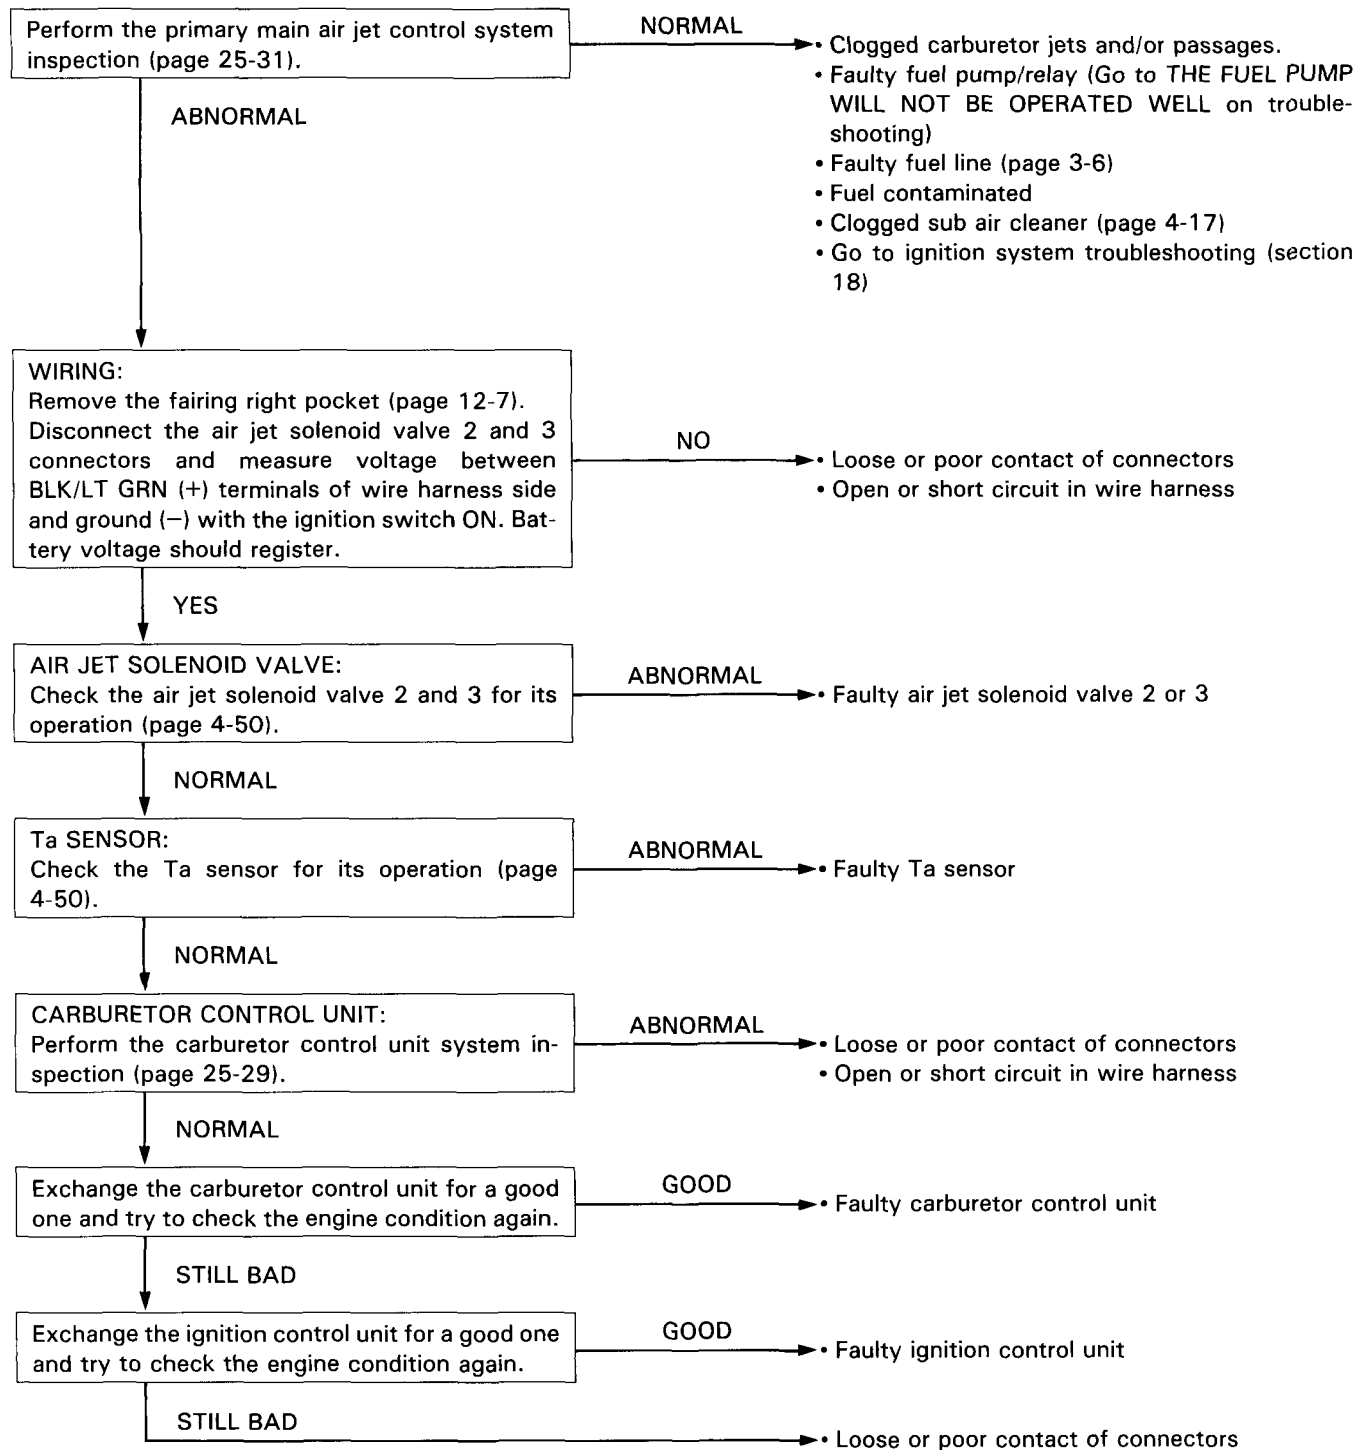 Perform the primary main air jet control system
inspection (page 25-31).
NORMAL
• Clogged carburetor jets and/or passages.
• Faulty fuel pump/relay (Go to THE FUEL PUMP
WILL NOT BE OPERATED WELL on trouble-
shooting)
• Faulty fuel line (page 3-6)
• Fuel contaminated
• Clogged sub air cleaner (page 4-17)
• Go to ignition system troubleshooting (section
18)
ABNORMAL
WIRING:
Remove the fairing right pocket (page 12-7).
Disconnect the air jet solenoid valve 2 and 3
connectors and measure voltage between
BLK/LT GRN (+) terminals of wire harness side
and ground (−) with the ignition switch ON. Bat-
tery voltage should register.
NO
• Loose or poor contact of connectors
• Open or short circuit in wire harness
YES
AIR JET SOLENOID VALVE:
Check the air jet solenoid valve 2 and 3 for its
operation (page 4-50).
ABNORMAL
• Faulty air jet solenoid valve 2 or 3
NORMAL
Ta SENSOR:
Check the Ta sensor for its operation (page
4-50).
ABNORMAL
• Faulty Ta sensor
NORMAL
CARBURETOR CONTROL UNIT:
Perform the carburetor control unit system in-
spection (page 25-29).
ABNORMAL
• Loose or poor contact of connectors
• Open or short circuit in wire harness
NORMAL
Exchange the carburetor control unit for a good
one and try to check the engine condition again.
GOOD
• Faulty carburetor control unit
STILL BAD
Exchange the ignition control unit for a good one
and try to check the engine condition again.
GOOD
• Faulty ignition control unit
STILL BAD
• Loose or poor contact of connectors